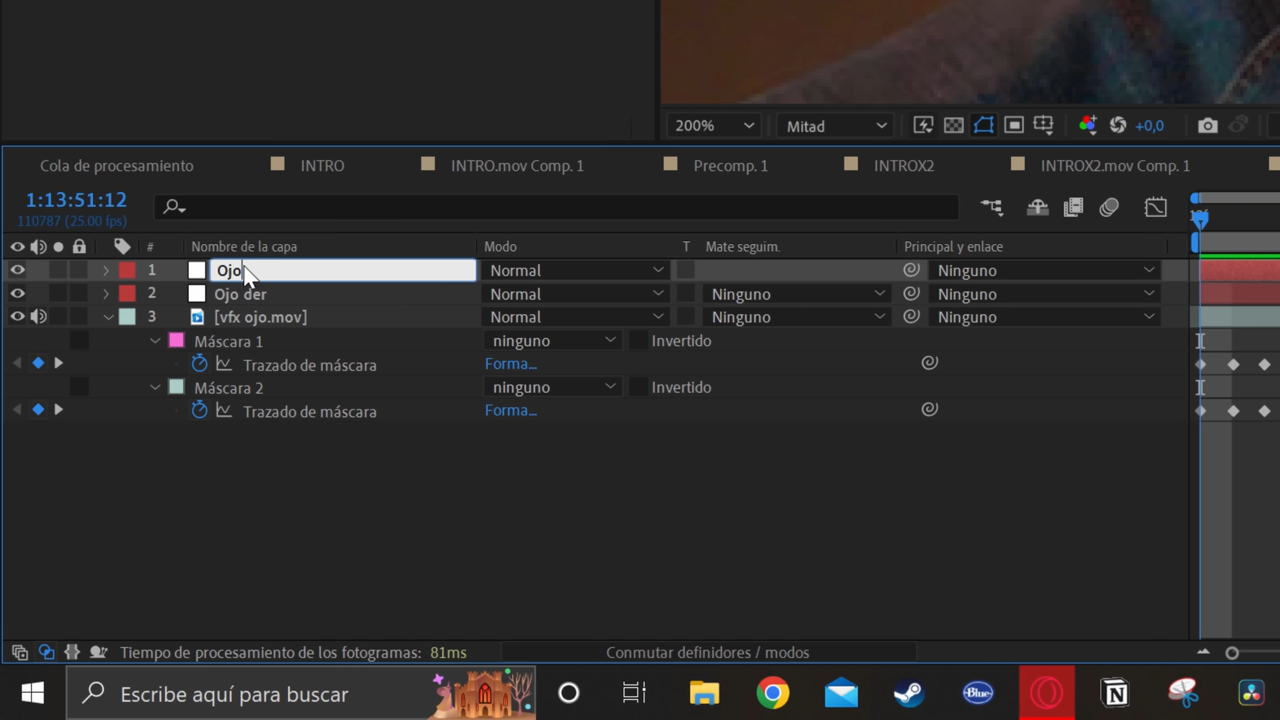 200% Mitad +0,0
Cola de procesamiento INTRO INTRO.mov Comp. 1 Precomp. 1 INTROX2 INTROX2.mov Comp. 1
1:13:51:12
110787 (25.00 fps)
# Nombre de la capa Modo T Mate seguim. Principal y enlace
1 Ojo Normal Ninguno
2 Ojo der Normal Ninguno Ninguno
3 [vfx ojo.mov] Normal Ninguno Ninguno
Máscara 1 ninguno Invertido
Trazado de máscara Forma...
Máscara 2 ninguno Invertido
Trazado de máscara Forma...
Tiempo de procesamiento de los fotogramas: 81ms Conmutar definidores / modos
Escribe aquí para buscar Blue